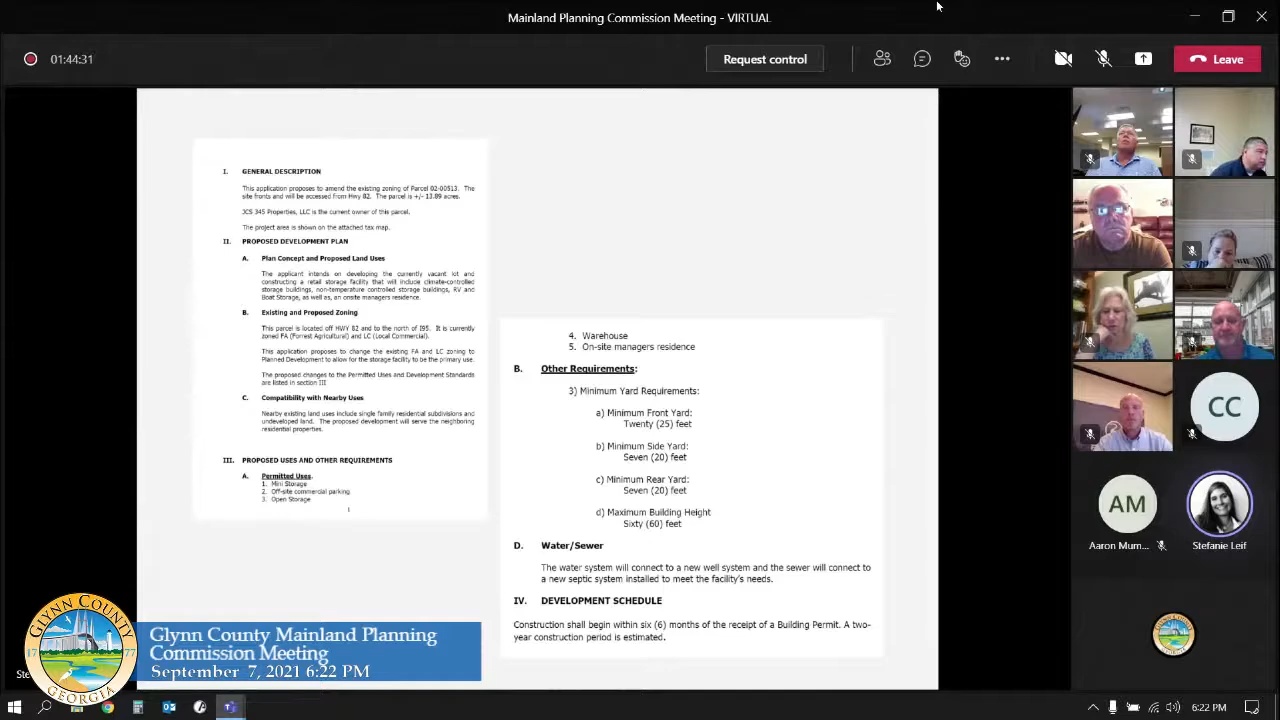 Mainland Planning Commission Meeting - VIRTUAL
01:44:31
Request control
Leave
I. GENERAL DESCRIPTION
This application proposes to amend the existing zoning of Parcel 02-00513. The
site fronts and will be accessed from Hwy 82. The parcel is +/- 13.89 acres.
JCS 345 Properties, LLC is the current owner of this parcel.
The project area is shown on the attached tax map.
II. PROPOSED DEVELOPMENT PLAN
A. Plan Concept and Proposed Land Uses
The applicant intends on developing the currently vacant lot and
constructing a retail storage facility that will include climate-controlled
storage buildings, non-temperature controlled storage buildings, RV and
Boat Storage, as well as, an onsite managers residence.
B. Existing and Proposed Zoning
This parcel is located off HWY 82 and to the north of I95. It is currently
zoned FA (Forrest Agricultural) and LC (Local Commercial).
This application proposes to change the existing FA and LC zoning to
Planned Development to allow for the storage facility to be the primary use.
The proposed changes to the Permitted Uses and Development Standards
are listed in section III
C. Compatibility with Nearby Uses
Nearby existing land uses include single family residential subdivisions and
undeveloped land. The proposed development will serve the neighboring
residential properties.
III. PROPOSED USES AND OTHER REQUIREMENTS
A. Permitted Uses.
1. Mini Storage
2. Off-site commercial parking
3. Open Storage
1
4. Warehouse
5. On-site managers residence
B. Other Requirements:
3) Minimum Yard Requirements:
a) Minimum Front Yard:
Twenty (25) feet
b) Minimum Side Yard:
Seven (20) feet
c) Minimum Rear Yard:
Seven (20) feet
d) Maximum Building Height
Sixty (60) feet
D. Water/Sewer
The water system will connect to a new well system and the sewer will connect to
a new septic system installed to meet the facility's needs.
IV. DEVELOPMENT SCHEDULE
Construction shall begin within six (6) months of the receipt of a Building Permit. A two-
year construction period is estimated.
CC
AM
Aaron Mum...
Stefanie Leif
GLYNN COUNTY
17 77
GEORGIA
Glynn County Mainland Planning
Commission Meeting
September 7, 2021 6:22 PM
6:22 PM